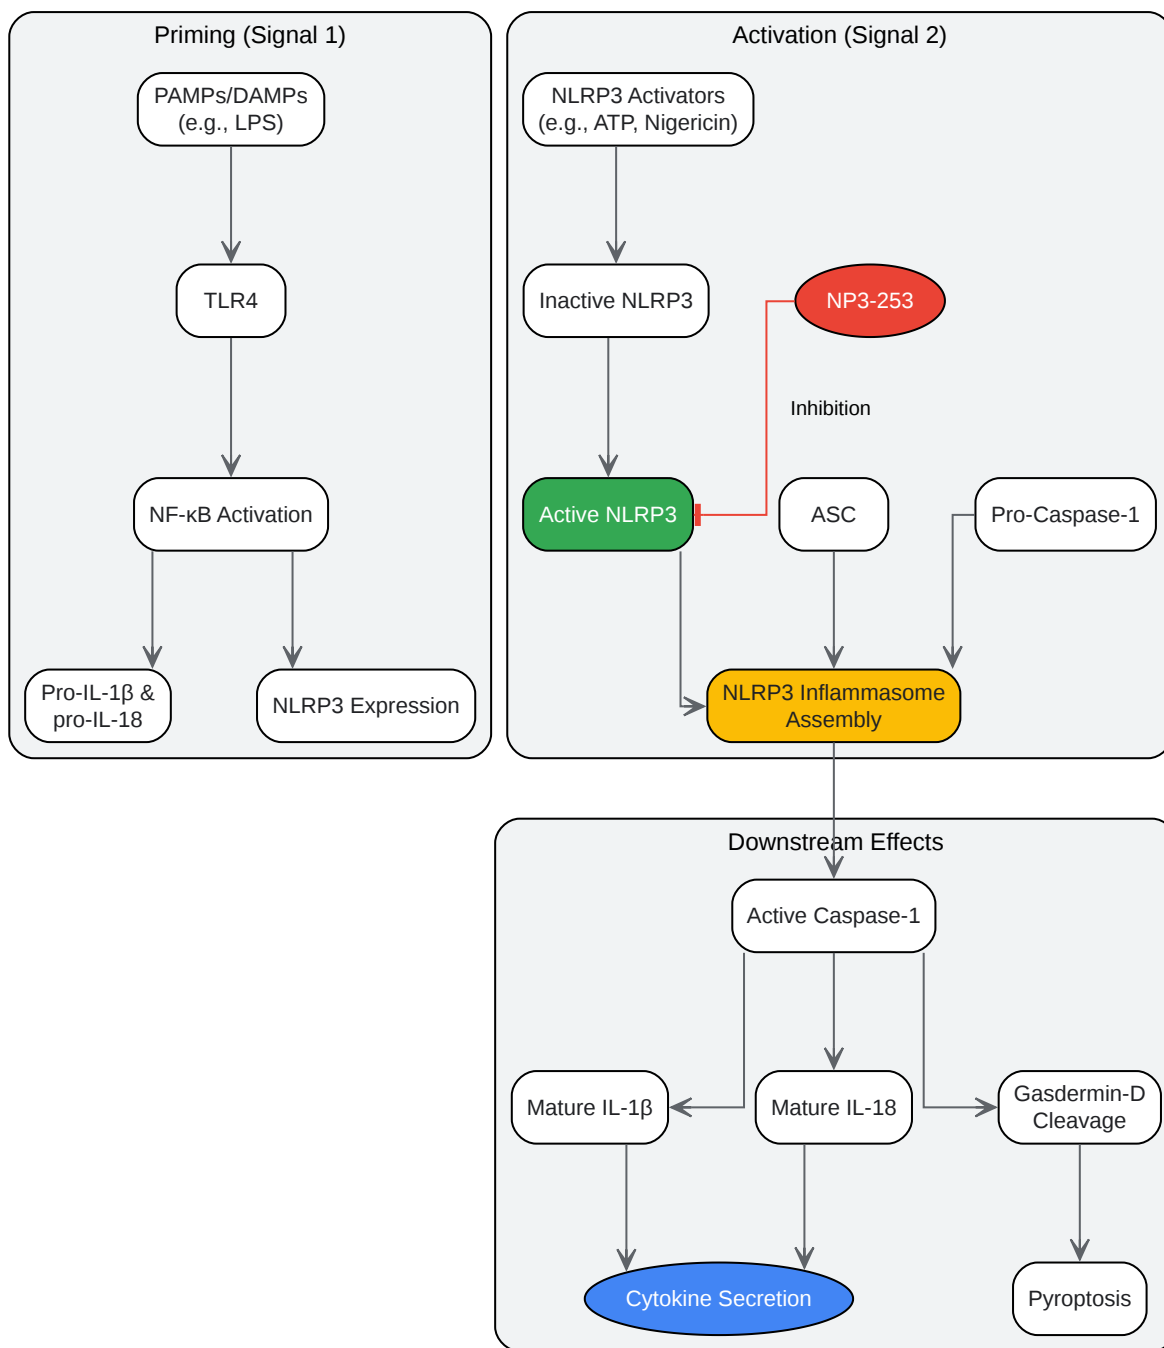 Priming (Signal 1)
PAMPs/DAMPs
(e.g., LPS)
TLR4
NF-κB Activation
Pro-IL-1β &
pro-IL-18
NLRP3 Expression
Activation (Signal 2)
NLRP3 Activators
(e.g., ATP, Nigericin)
Inactive NLRP3
NP3-253
Inhibition
Active NLRP3
ASC
Pro-Caspase-1
NLRP3 Inflammasome
Assembly
Downstream Effects
Active Caspase-1
Mature IL-1β
Mature IL-18
Gasdermin-D
Cleavage
Cytokine Secretion
Pyroptosis